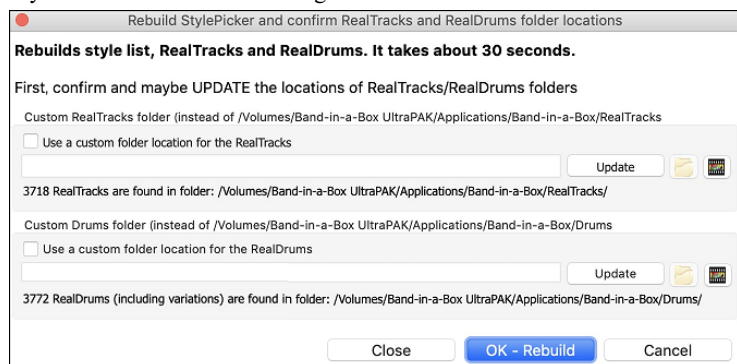 Rebuild StylePicker and confirm RealTracks and RealDrums folder locations
Rebuilds style list, RealTracks and RealDrums. It takes about 30 seconds.
First, confirm and maybe UPDATE the locations of RealTracks/RealDrums folders
Custom RealTracks folder (instead of /Volumes/Band-in-a-Box UltraPAK/Applications/Band-in-a-Box/RealTracks
Use a custom folder location for the RealTracks
Update
3718 RealTracks are found in folder: /Volumes/Band-in-a-Box UltraPAK/Applications/Band-in-a-Box/RealTracks/
Custom Drums folder (instead of /Volumes/Band-in-a-Box UltraPAK/Applications/Band-in-a-Box/Drums
Use a custom folder location for the RealDrums
Update
3772 RealDrums (including variations) are found in folder: /Volumes/Band-in-a-Box UltraPAK/Applications/Band-in-a-Box/Drums/
Close OK - Rebuild Cancel